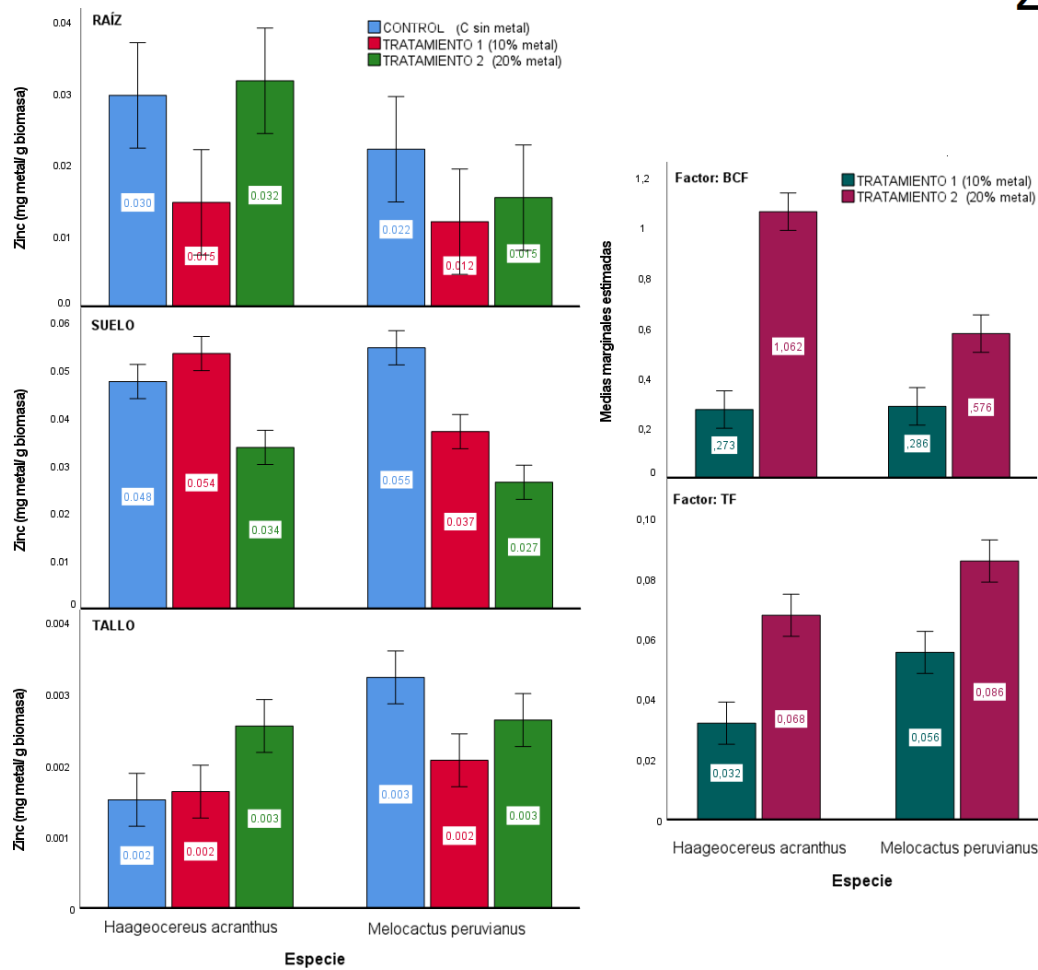 Z
RAÍZ
CONTROL (C sin metal)
TRATAMIENTO 1 (10% metal)
TRATAMIENTO 2 (20% metal)
Zinc (mg metal/ g biomasa)
0.04
0.03
0.02
0.01
0.0
0.030
0.015
0.032
0.022
0.012
0.015
SUELO
Zinc (mg metal/ g biomasa)
0.06
0.05
0.04
0.03
0.02
0.01
0
0.048
0.054
0.034
0.055
0.037
0.027
TALLO
Zinc (mg metal/ g biomasa)
0.004
0.003
0.002
0.001
0
0.002
0.002
0.003
0.003
0.002
0.003
Haageocereus acranthus
Melocactus peruvianus
Especie
Factor: BCF
TRATAMIENTO 1 (10% metal)
TRATAMIENTO 2 (20% metal)
Medias marginales estimadas
1,2
1
0,8
0,6
0,4
0,2
0
,273
1,062
,286
,576
Factor: TF
0,10
0,08
0,06
0,04
0,02
0
0,032
0,068
0,056
0,086
Haageocereus acranthus
Melocactus peruvianus
Especie